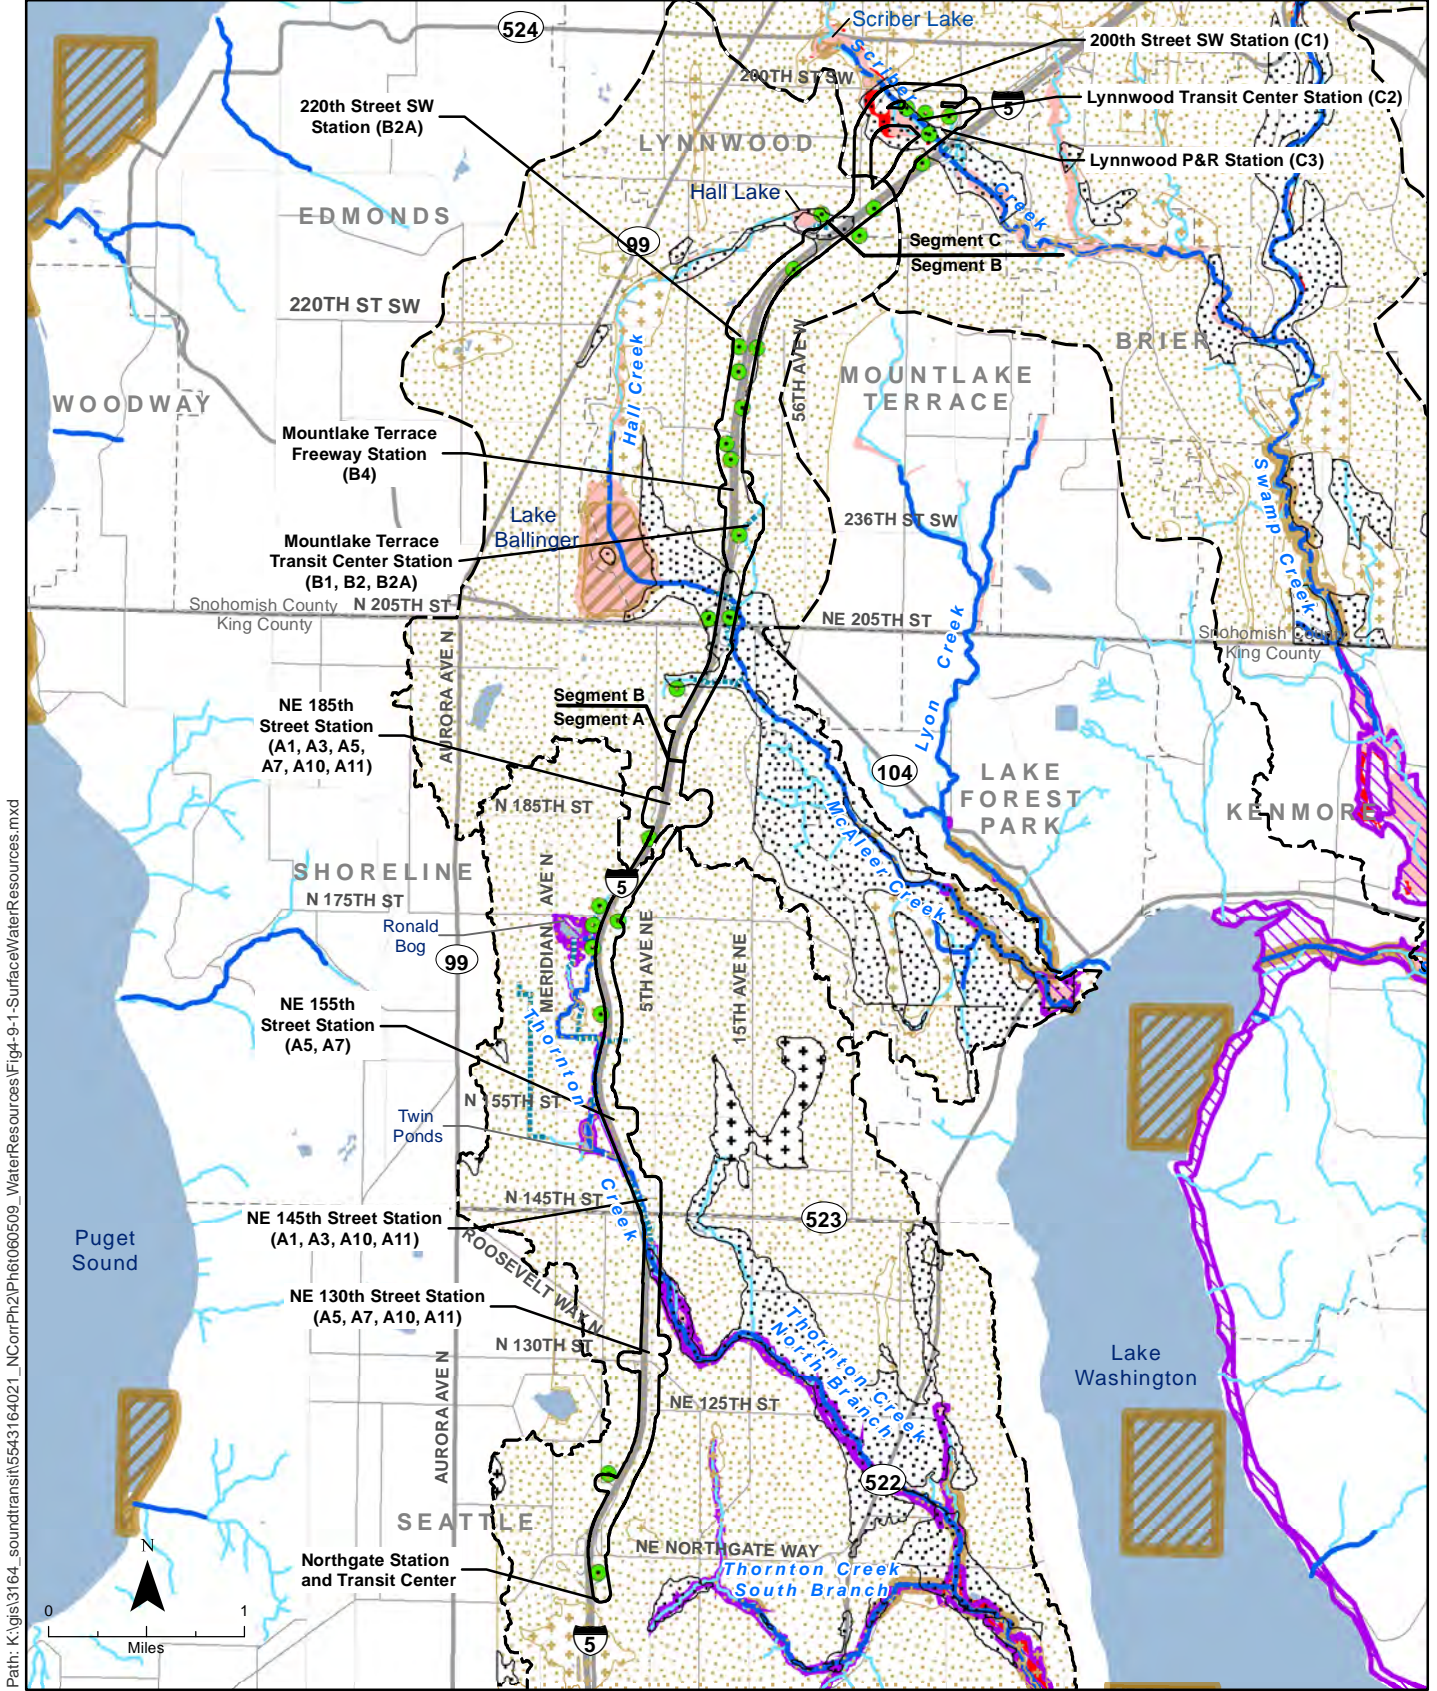 524
Scriber Lake
200th Street SW Station (C1)
200TH ST SW
Scriber
5
Lynnwood Transit Center Station (C2)
220th Street SW
Station (B2A)
LYNNWOOD
Lynnwood P&R Station (C3)
Hall Lake
Creek
EDMONDS
99
Segment C
Segment B
220TH ST SW
56TH AVE W
BRIER
Hall Creek
MOUNTLAKE
TERRACE
WOODWAY
Mountlake Terrace
Freeway Station
(B4)
Swamp Creek
Lake
Ballinger
236TH ST SW
Mountlake Terrace
Transit Center Station
(B1, B2, B2A)
Snohomish County
King County
N 205TH ST
NE 205TH ST
Snohomish County
King County
AURORA AVE N
Lyon Creek
NE 185th
Street Station
(A1, A3, A5,
A7, A10, A11)
Segment B
Segment A
104
LAKE
FOREST
PARK
KENMORE
N 185TH ST
McAleer Creek
SHORELINE
5
N 175TH ST
MERIDIAN AVE N
Ronald
Bog
99
5TH AVE NE
15TH AVE NE
NE 155th
Street Station
(A5, A7)
Thornton
N 155TH ST
Twin
Ponds
N 145TH ST
Creek
523
NE 145th Street Station
(A1, A3, A10, A11)
Puget
Sound
ROOSEVELT WAY N
NE 130th Street Station
(A5, A7, A10, A11)
N 130TH ST
Thornton Creek
North Branch
Lake
Washington
AURORA AVE N
NE 125TH ST
522
SEATTLE
NE NORTHGATE WAY
Northgate Station
and Transit Center
Thornton Creek
South Branch
N
0 1
Miles
5
Path: K:\gis\3164_soundtransit\5543164021_NCorrPh2\Ph6t060509_WaterResources\Fig4-9-1-SurfaceWaterResources.mxd